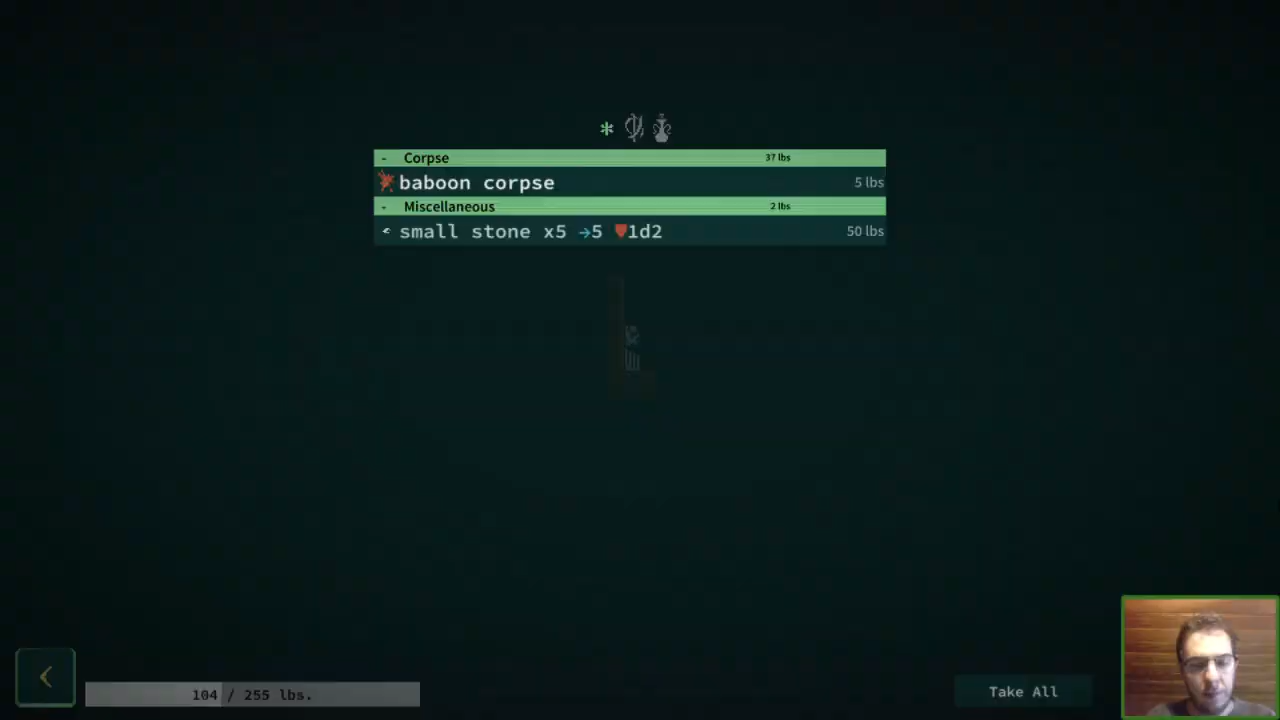 - Corpse 37 lbs
baboon corpse 5 lbs
- Miscellaneous 2 lbs
small stone x5 →5 ♥1d2 50 lbs
104 / 255 lbs.
Take All